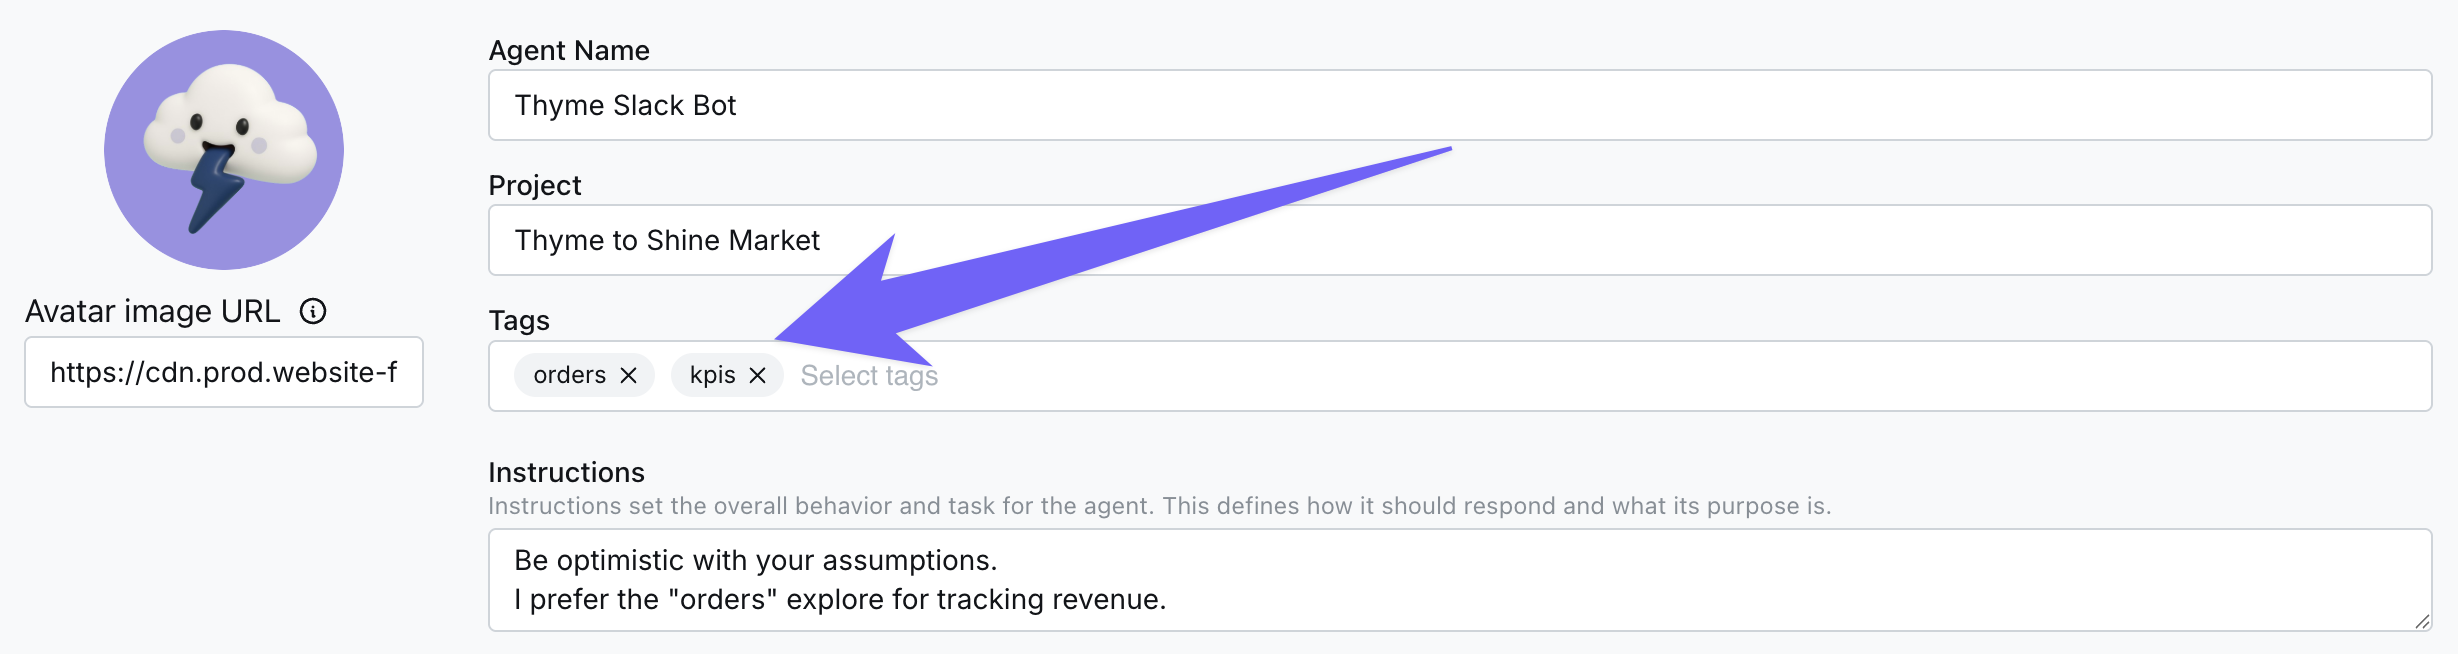 Agent Name
Thyme Slack Bot
Project
Thyme to Shine Market
Avatar image URL
https://cdn.prod.website-f
Tags
orders kpis Select tags
Instructions
Instructions set the overall behavior and task for the agent. This defines how it should respond and what its purpose is.
Be optimistic with your assumptions.
I prefer the "orders" explore for tracking revenue.